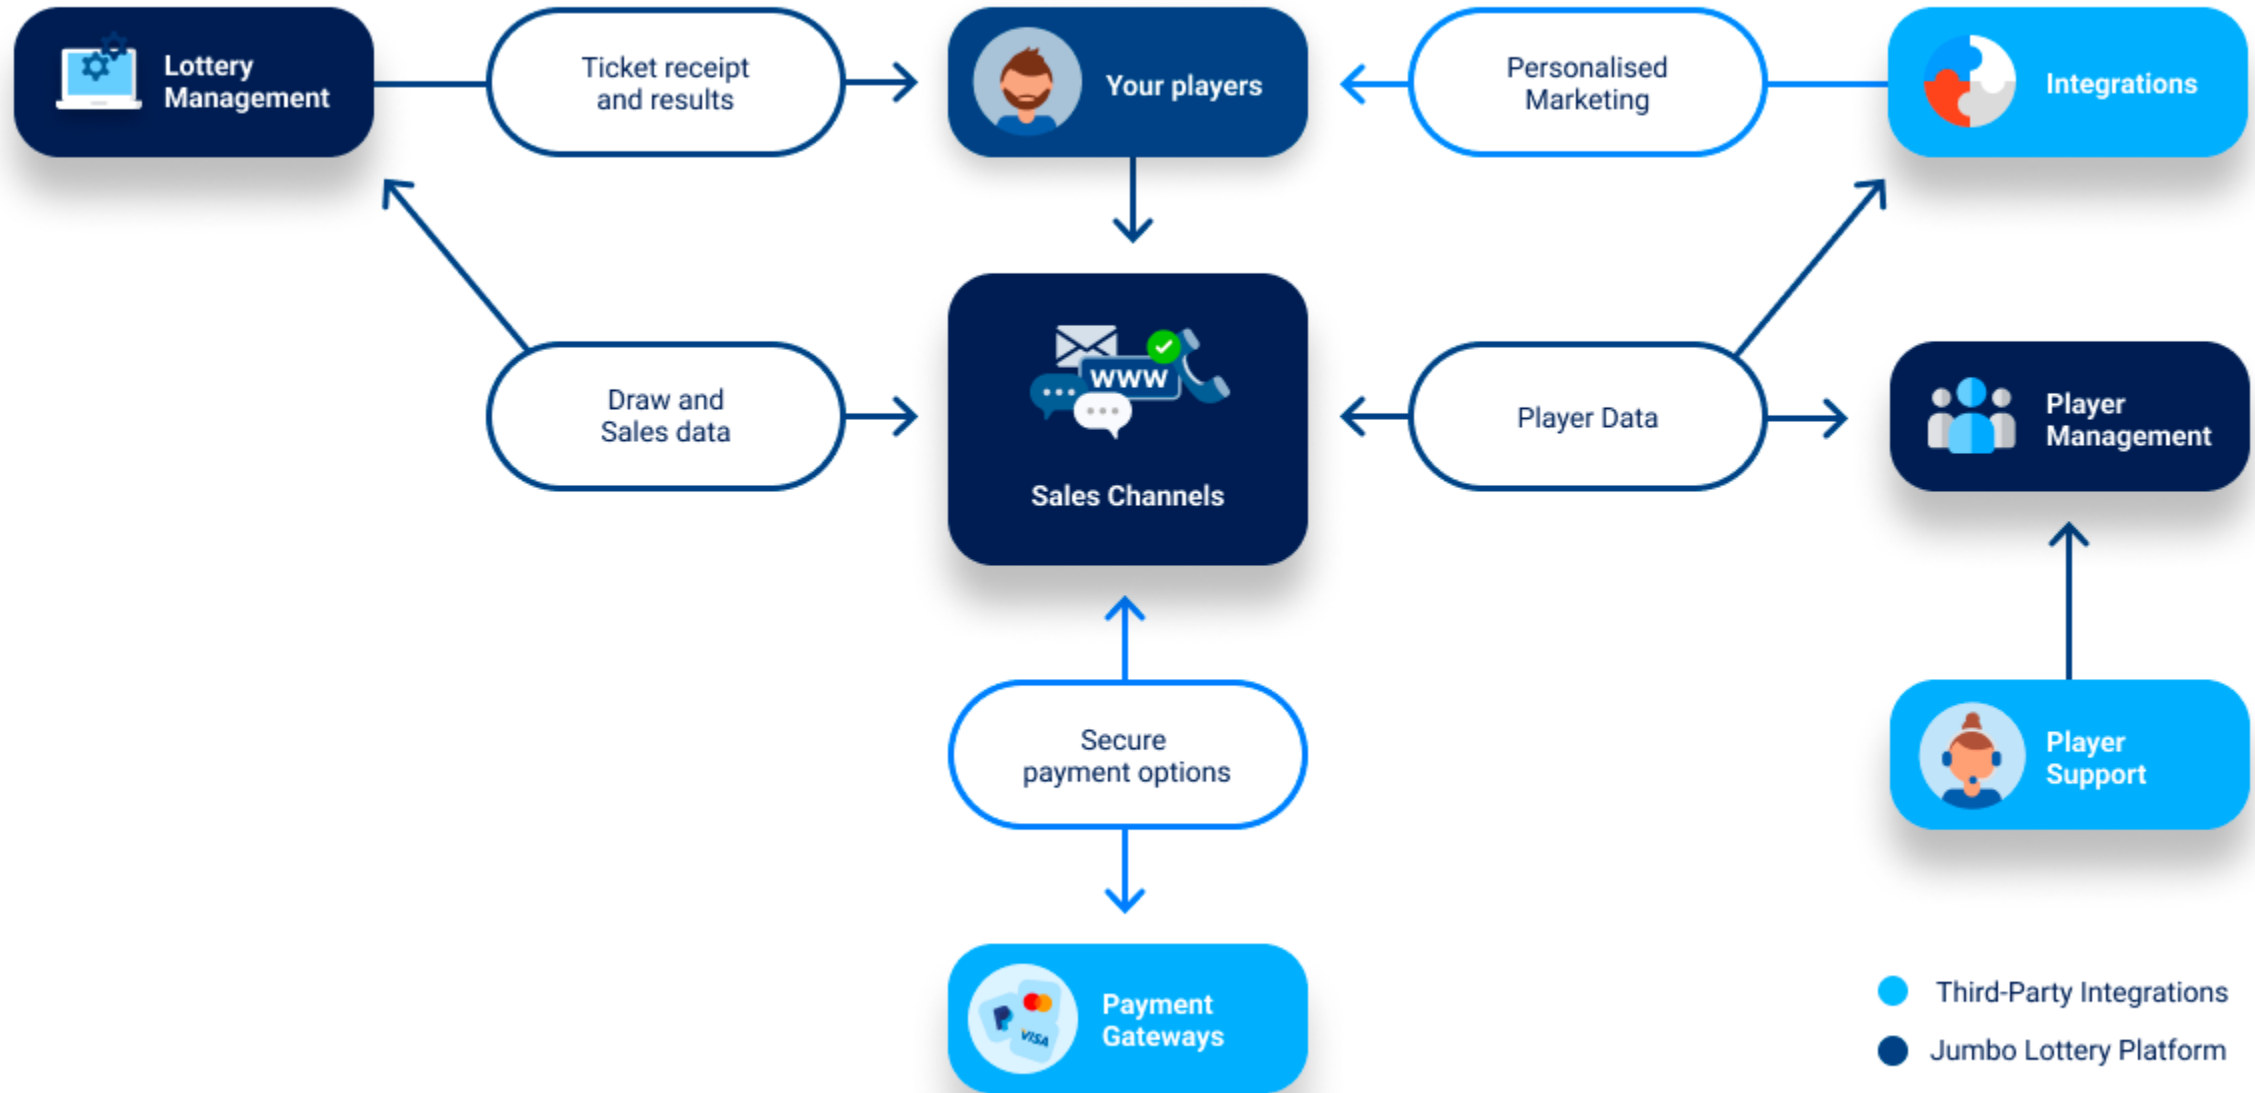 Lottery
Management
Ticket receipt
and results
Your players
Personalised
Marketing
Integrations
Draw and
Sales data
www
Sales Channels
Player Data
Player
Management
Secure
payment options
Player
Support
VISA
Payment
Gateways
Third-Party Integrations
Jumbo Lottery Platform